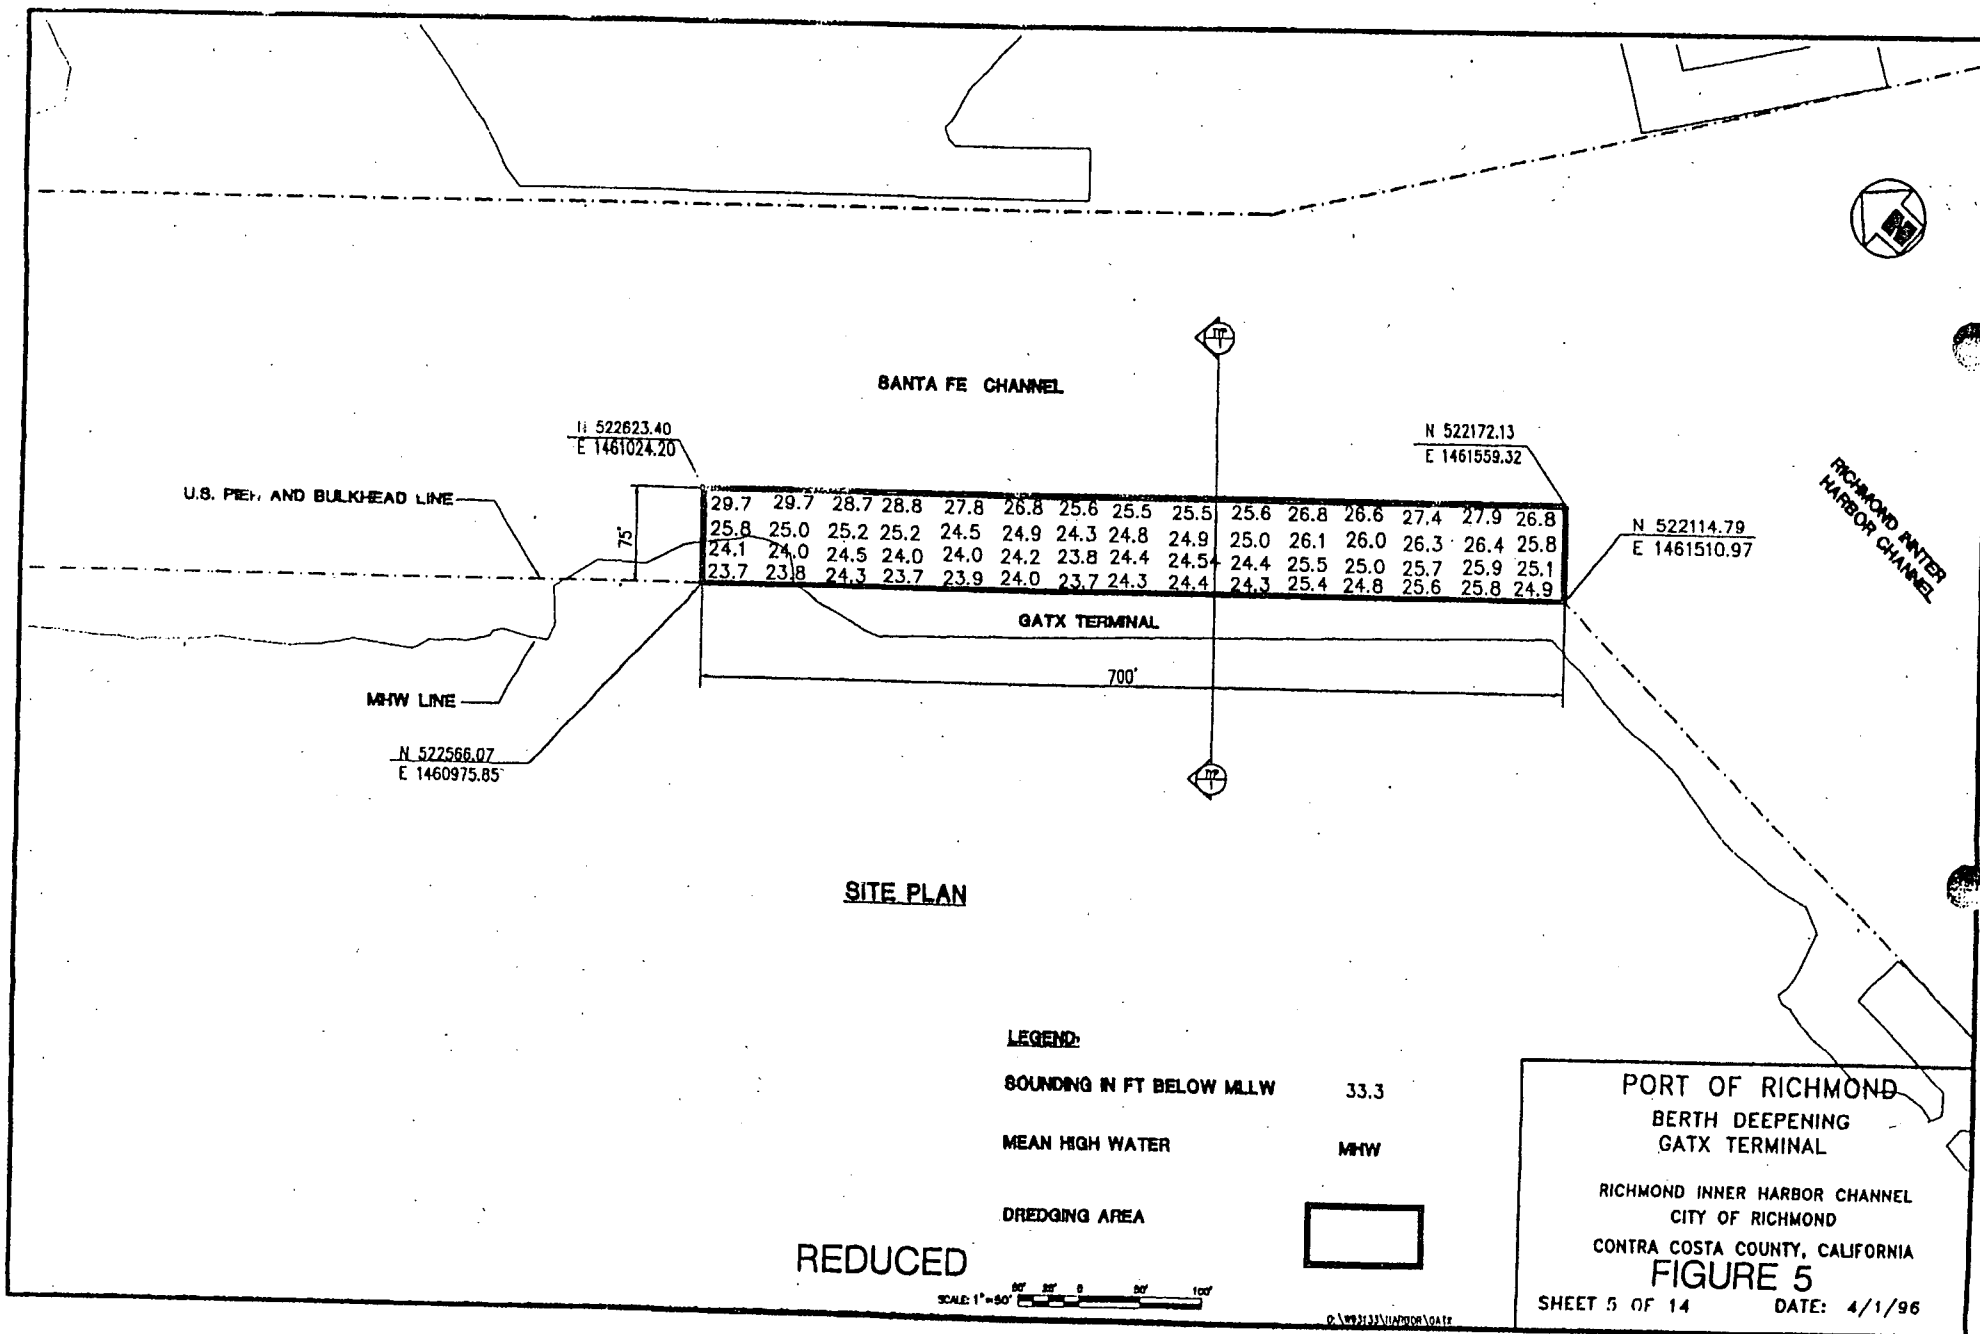 SANTA FE CHANNEL
N 522623.40
E 1461024.20
N 522172.13
E 1461559.32
U.S. PIER AND BULKHEAD LINE
75'
29.7 29.7 28.7 28.8 27.8 26.8 25.6 25.5 25.5 25.6 26.8 26.6 27.4 27.9 26.8
25.8 25.0 25.2 25.2 24.5 24.9 24.3 24.8 24.9 25.0 26.1 26.0 26.3 26.4 25.8
24.1 24.0 24.5 24.0 24.0 24.2 23.8 24.4 24.54 24.4 25.5 25.0 25.7 25.9 25.1
23.7 23.8 24.3 23.7 23.9 24.0 23.7 24.3 24.4 24.3 25.4 24.8 25.6 25.8 24.9
N 522114.79
E 1461510.97
RICHMOND INNTER
HARBOR CHANNEL
GATX TERMINAL
700'
MHW LINE
N 522566.07
E 1460975.85
SITE PLAN
LEGEND:
SOUNDING IN FT BELOW MLLW 33.3
MEAN HIGH WATER MHW
DREDGING AREA
REDUCED
SCALE: 1"=50' 50' 25' 0 50' 100'
PORT OF RICHMOND
BERTH DEEPENING
GATX TERMINAL
RICHMOND INNER HARBOR CHANNEL
CITY OF RICHMOND
CONTRA COSTA COUNTY, CALIFORNIA
FIGURE 5
SHEET 5 OF 14 DATE: 4/1/96